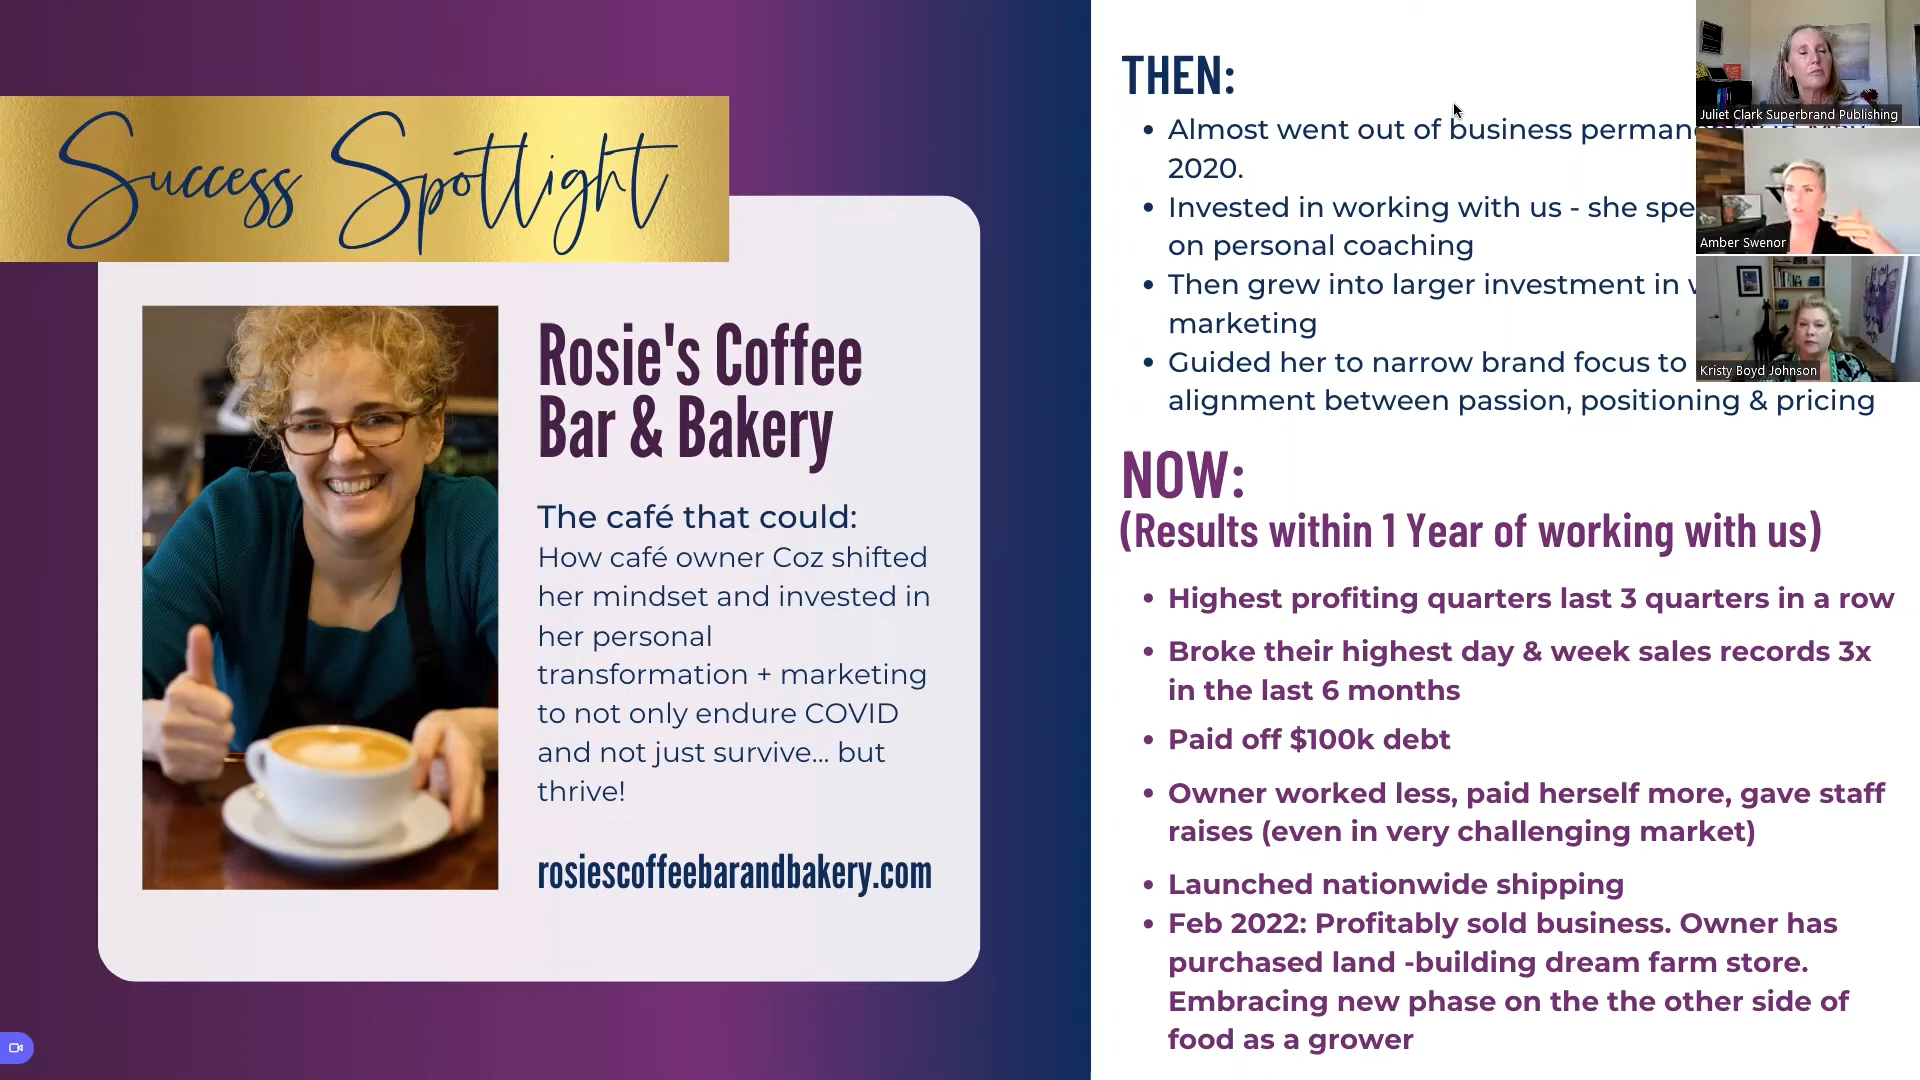 Success Spotlight
Rosie's Coffee
Bar & Bakery
The café that could:
How café owner Coz shifted
her mindset and invested in
her personal
transformation + marketing
to not only endure COVID
and not just survive... but
thrive!
rosiescoffeebarandbakery.com
THEN:
Almost went out of business
2020.
Invested in working with us - she
on personal coaching
Then grew into larger investment in
marketing
Guided her to narrow brand focus to
alignment between passion, positioning & pricing
NOW:
(Results within 1 Year of working with us)
Highest profiting quarters last 3 quarters in a row
Broke their highest day & week sales records 3x
in the last 6 months
Paid off $100k debt
Owner worked less, paid herself more, gave staff
raises (even in very challenging market)
Launched nationwide shipping
Feb 2022: Profitably sold business. Owner has
purchased land -building dream farm store.
Embracing new phase on the the other side of
food as a grower
Juliet Clark Superbrand Publishing
Amber Swenor
Kristy Boyd Johnson